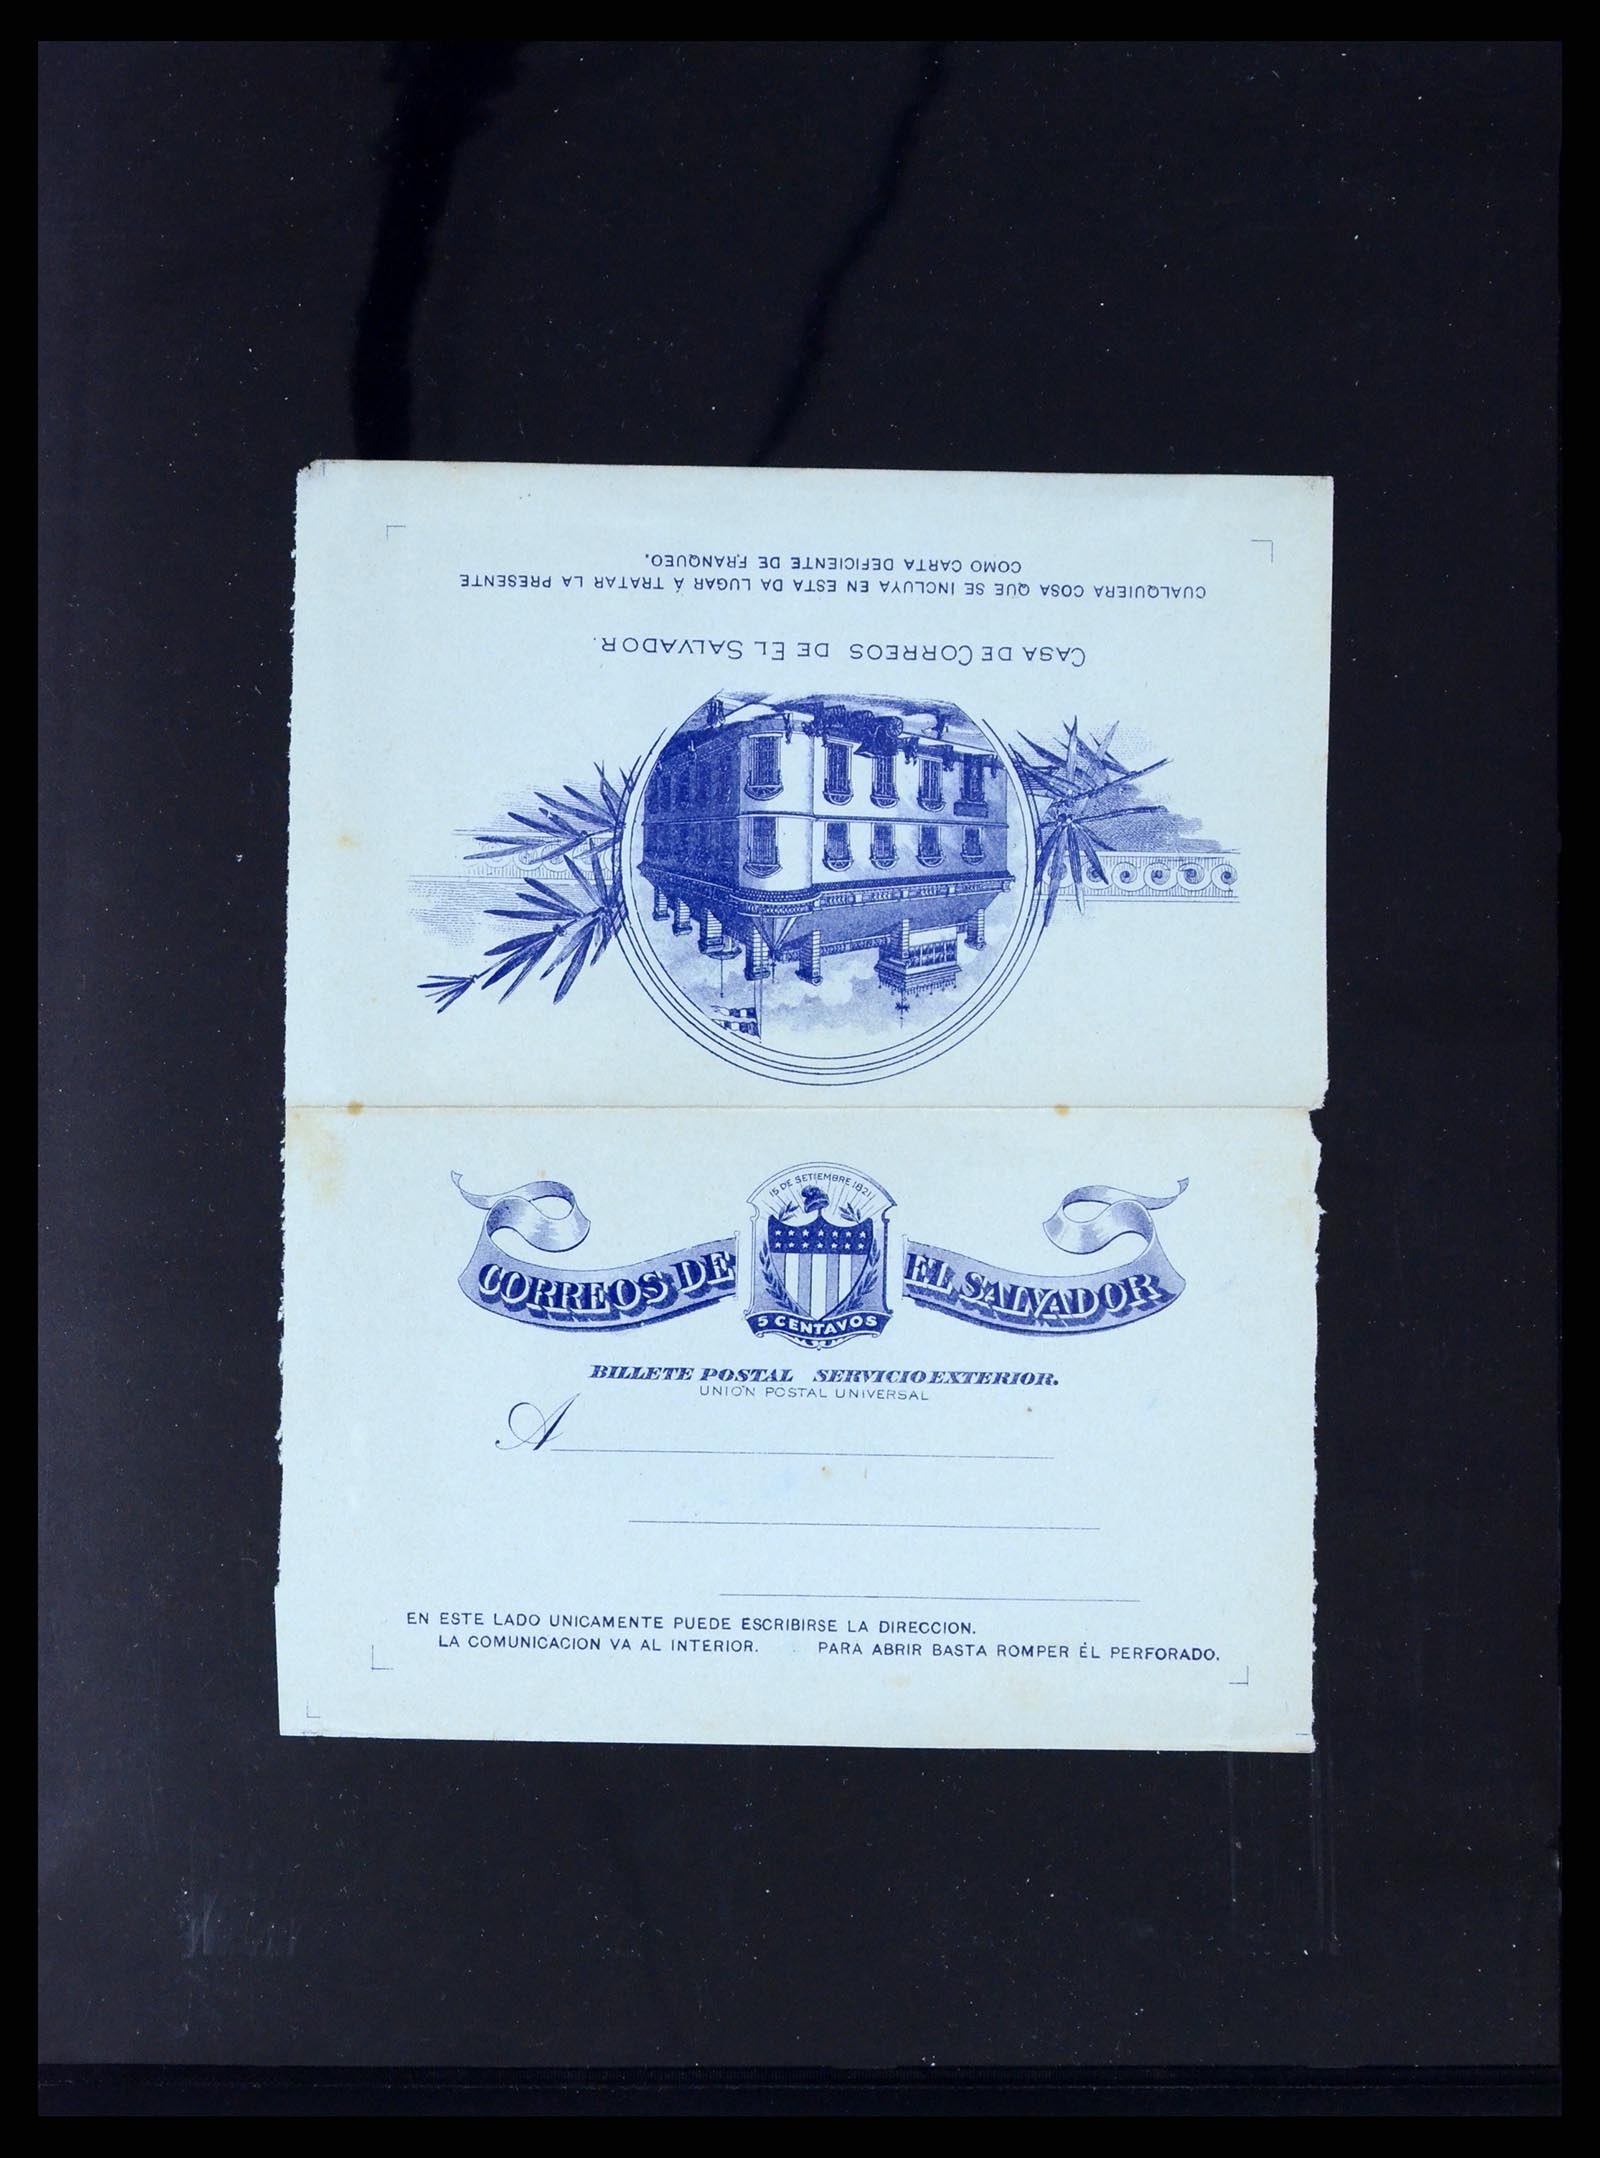 CUALQUIERA COSA QUE SE INCLUYA EN ESTA DA LUGAR Á TRATAR LA PRESENTE
COMO CARTA DEFICIENTE DE FRANQUEO.
CASA DE CORREOS DE EL SALVADOR.
15 DE SETIEMBRE 1821
CORREOS DE EL SALVADOR
5 CENTAVOS
BILLETE POSTAL SERVICIO EXTERIOR.
UNION POSTAL UNIVERSAL
A
EN ESTE LADO UNICAMENTE PUEDE ESCRIBIRSE LA DIRECCION.
LA COMUNICACION VA AL INTERIOR. PARA ABRIR BASTA ROMPER ÉL PERFORADO.